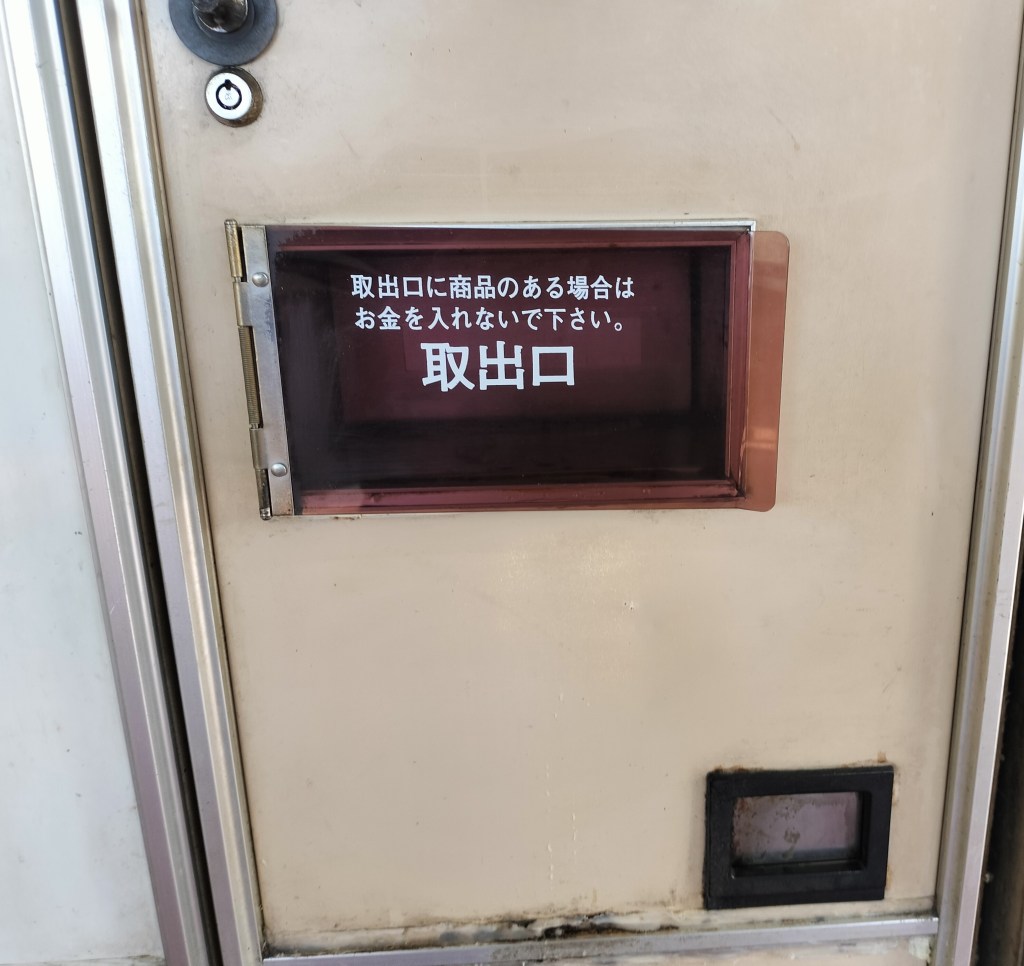 取出口に商品のある場合は
お金を入れないで下さい。
取出口